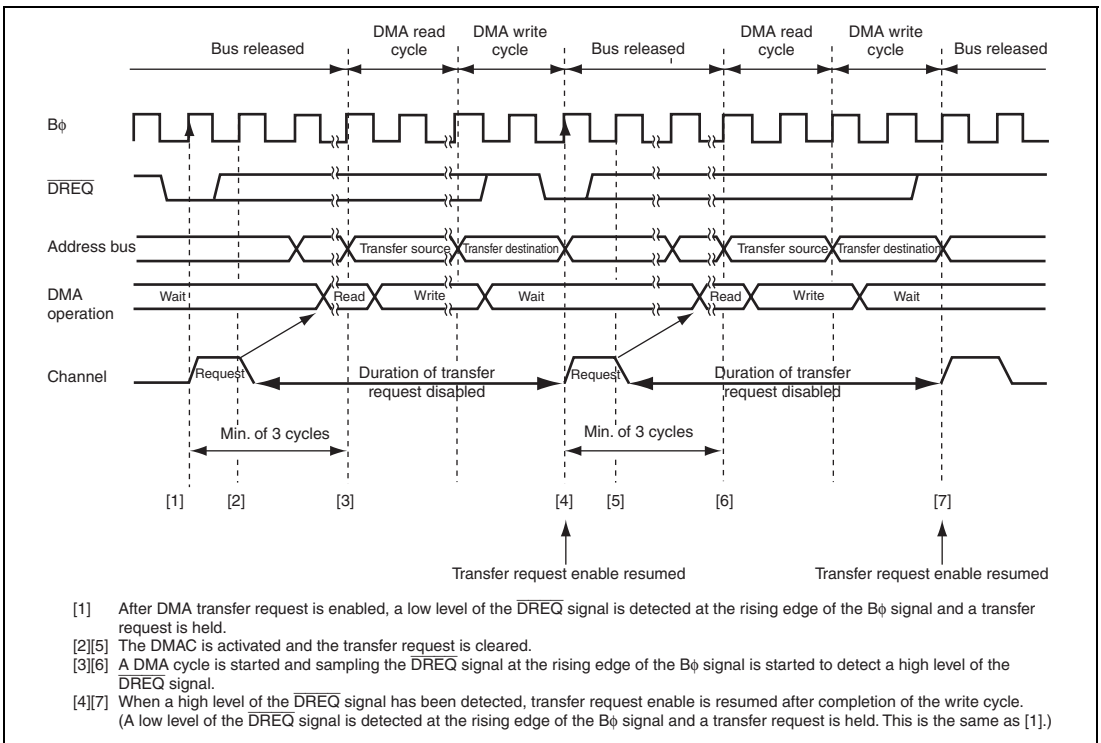 Bus released
DMA read cycle
DMA write cycle
Bus released
DMA read cycle
DMA write cycle
Bus released
Bφ
DREQ
Address bus
Transfer source
Transfer destination
Transfer source
Transfer destination
DMA operation
Wait
Read
Write
Wait
Read
Write
Wait
Channel
Request
Duration of transfer request disabled
Request
Duration of transfer request disabled
Min. of 3 cycles
Min. of 3 cycles
[1]
[2]
[3]
[4]
[5]
[6]
[7]
Transfer request enable resumed
Transfer request enable resumed
[1] After DMA transfer request is enabled, a low level of the DREQ signal is detected at the rising edge of the Bφ signal and a transfer
request is held.
[2][5] The DMAC is activated and the transfer request is cleared.
[3][6] A DMA cycle is started and sampling the DREQ signal at the rising edge of the Bφ signal is started to detect a high level of the
DREQ signal.
[4][7] When a high level of the DREQ signal has been detected, transfer request enable is resumed after completion of the write cycle.
(A low level of the DREQ signal is detected at the rising edge of the Bφ signal and a transfer request is held. This is the same as [1].)